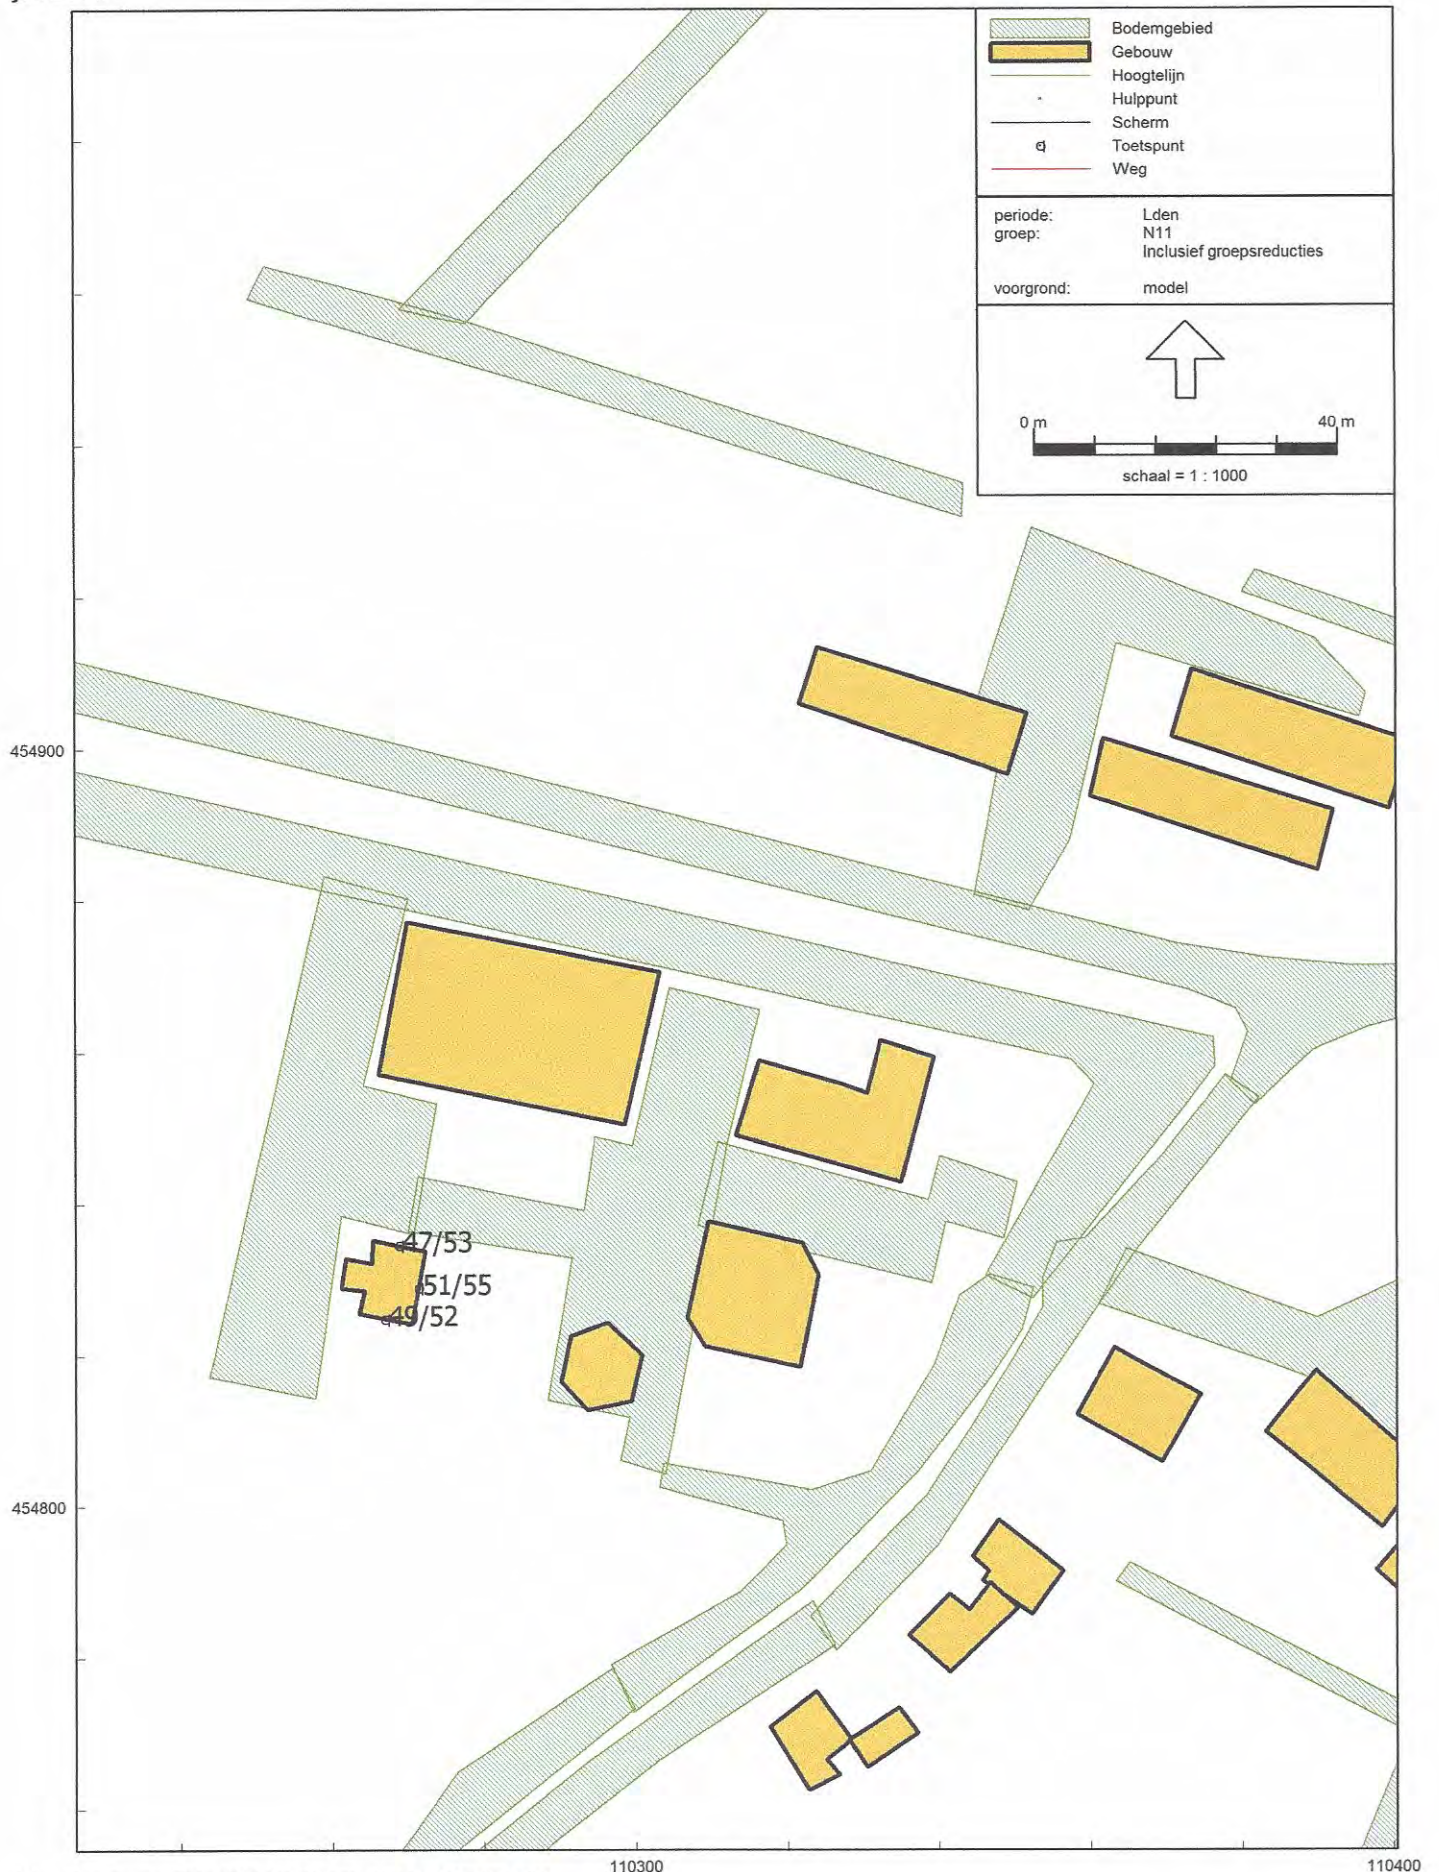 Bodemgebied
Gebouw
Hoogtelijn
Hulppunt
Scherm
Toetspunt
Weg
periode: Lden
groep: N11
Inclusief groepsreducties
voorgrond: model
0 m 40 m
schaal = 1 : 1000
454900
47/53
51/55
49/52
454800
110300 110400